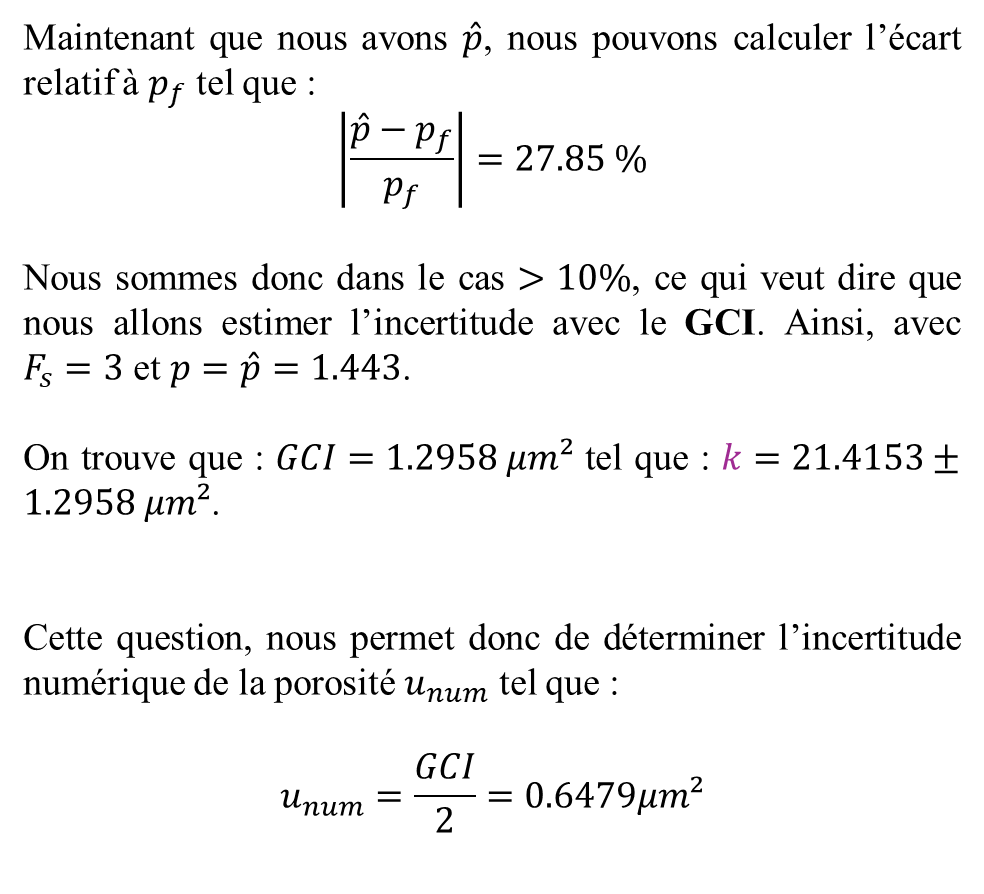 Maintenant que nous avons p̂, nous pouvons calculer l’écart
relatif à p_f tel que :
|(p̂ − p_f)/p_f| = 27.85 %
Nous sommes donc dans le cas > 10%, ce qui veut dire que
nous allons estimer l’incertitude avec le GCI. Ainsi, avec
F_s = 3 et p = p̂ = 1.443.
On trouve que : GCI = 1.2958 μm² tel que : k = 21.4153 ±
1.2958 μm².
Cette question, nous permet donc de déterminer l’incertitude
numérique de la porosité u_num tel que :
u_num = GCI/2 = 0.6479μm²